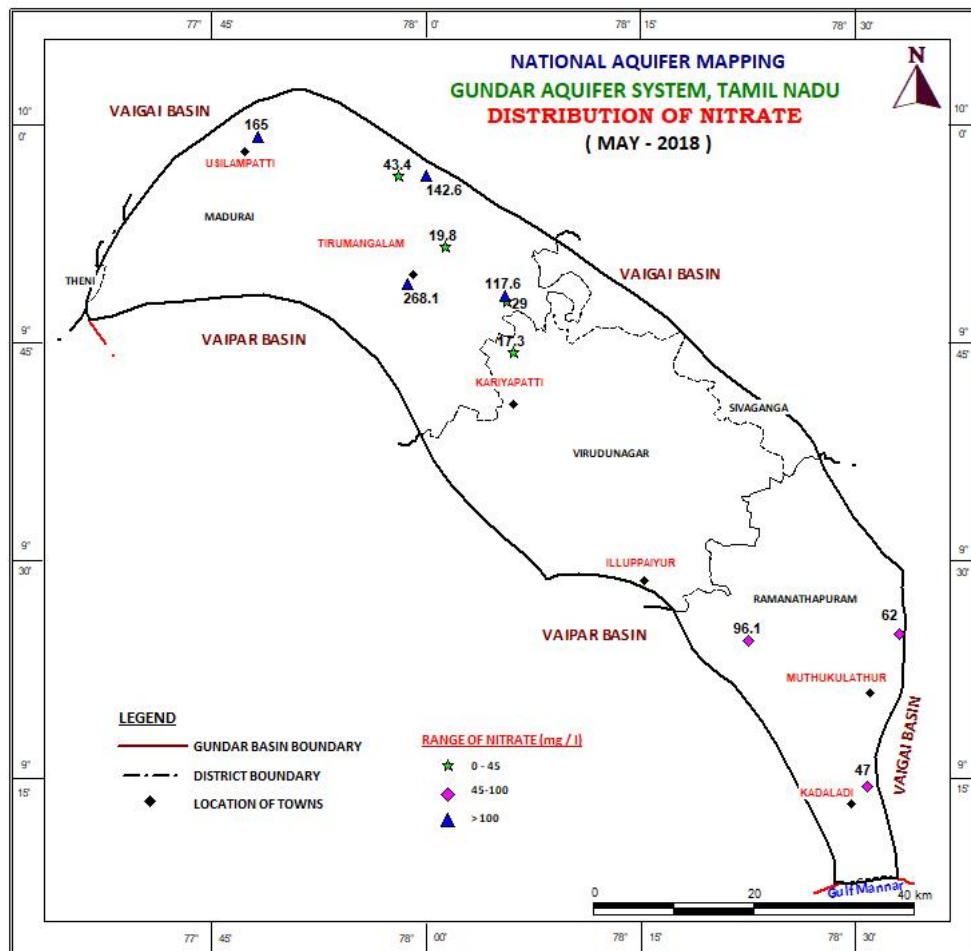 77° 45' 78° 0' 78° 15' 78° 30'
NATIONAL AQUIFER MAPPING
GUNDAR AQUIFER SYSTEM, TAMIL NADU
DISTRIBUTION OF NITRATE
( MAY - 2018 )
N
10° 0'
10° 0'
VAIGAI BASIN
165
USILAMPATTI
43.4
142.6
MADURAI
19.8
TIRUMANGALAM
THENI
268.1
117.6
29
VAIGAI BASIN
VAIPAR BASIN
9° 45'
17.3
9° 45'
KARIYAPATTI
SIVAGANGA
VIRUDUNAGAR
9° 30'
ILLUPPAIYUR
9° 30'
RAMANATHAPURAM
VAIPAR BASIN
96.1
62
MUTHUKULATHUR
VAIGAI BASIN
LEGEND
GUNDAR BASIN BOUNDARY
DISTRICT BOUNDARY
LOCATION OF TOWNS
RANGE OF NITRATE (mg / l)
0 - 45
45-100
>100
9° 15'
47
KADALADI
9° 15'
Gulf Mannar
0 20 40 km
77° 45' 78° 00' 78° 15' 78° 30'